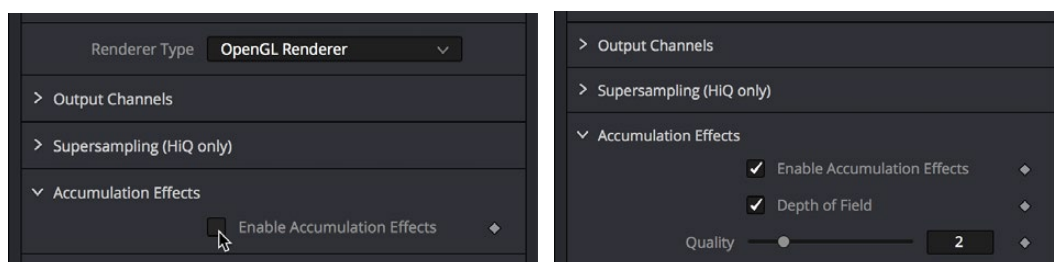 Renderer Type OpenGL Renderer
Output Channels
Supersampling (HiQ only)
Accumulation Effects
Enable Accumulation Effects
Output Channels
Supersampling (HiQ only)
Accumulation Effects
Enable Accumulation Effects
Depth of Field
Quality 2